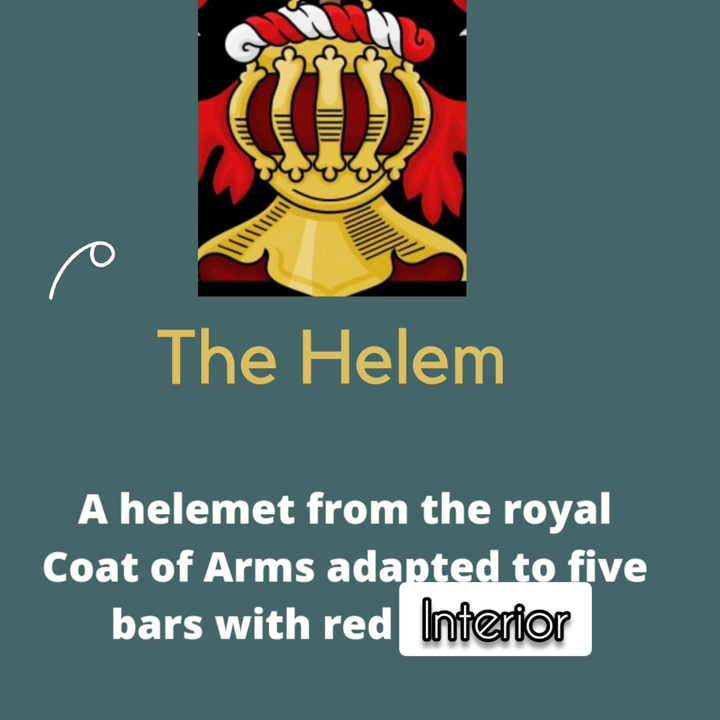 The Helem
A helemet from the royal
Coat of Arms adapted to five
bars with red Interior